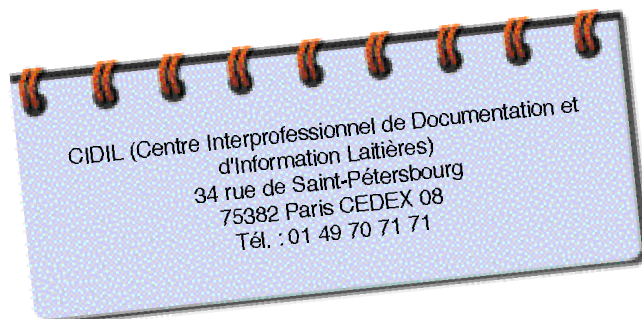 CIDIL (Centre Interprofessionnel de Documentation et
d'Information Laitières)
34 rue de Saint-Pétersbourg
75382 Paris CEDEX 08
Tél. : 01 49 70 71 71